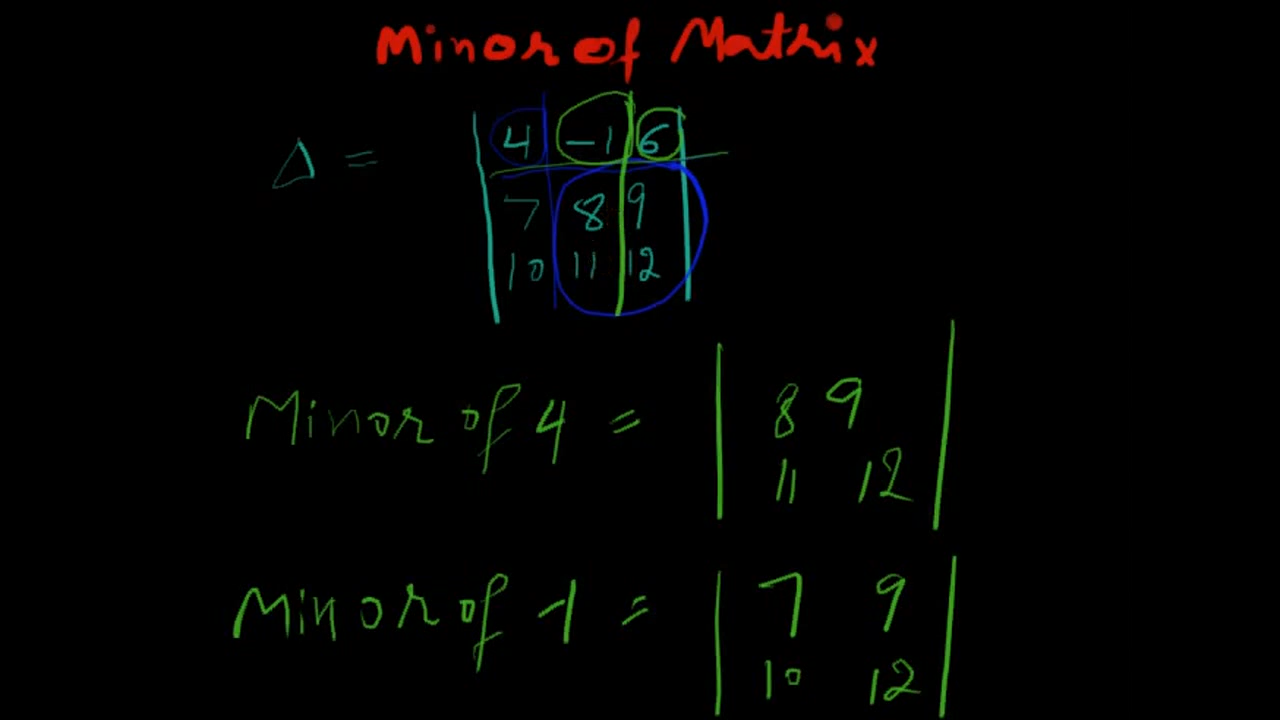 Minor of Matrix
Δ = | 4 -1 6 |
7 8 9
10 11 12
Minor of 4 = | 8 9 |
11 12
Minor of -1 = | 7 9 |
10 12